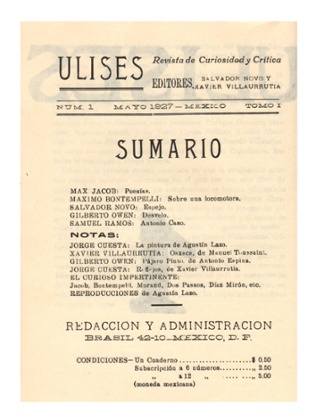 ULISES
Revista de Curiosidad y Crítica
EDITORES, SALVADOR NOVO Y
XAVIER VILLAURRUTIA
NUM. 1 MAYO 1927–MEXICO TOMO I
SUMARIO
MAX JACOB: Poesías.
MAXIMO BONTEMPELLI: Sobre una locomotora.
SALVADOR NOVO: Espejo.
GILBERTO OWEN: Desvelo.
SAMUEL RAMOS: Antonio Caso.
NOTAS:
JORGE CUESTA: La pintura de Agustín Lazo.
XAVIER VILLAURRUTIA: Oaxaca, de Manuel Toussaint.
GILBERTO OWEN: Pájaro Pinto, de Antonio Espina.
JORGE CUESTA: Reflejos, de Xavier Villaurrutia.
EL CURIOSO IMPERTINENTE:
Jacob, Bontempelli, Morand, Dos Passos, Díaz Mirón, etc.
REPRODUCCIONES de Agustín Lazo.
REDACCION Y ADMINISTRACION
BRASIL 42-10–MEXICO, D. F.
CONDICIONES–Un Cuaderno $ 0.50
Subscripción a 6 números „ 2.50
„ a 12 „ „ 5.00
(moneda mexicana)